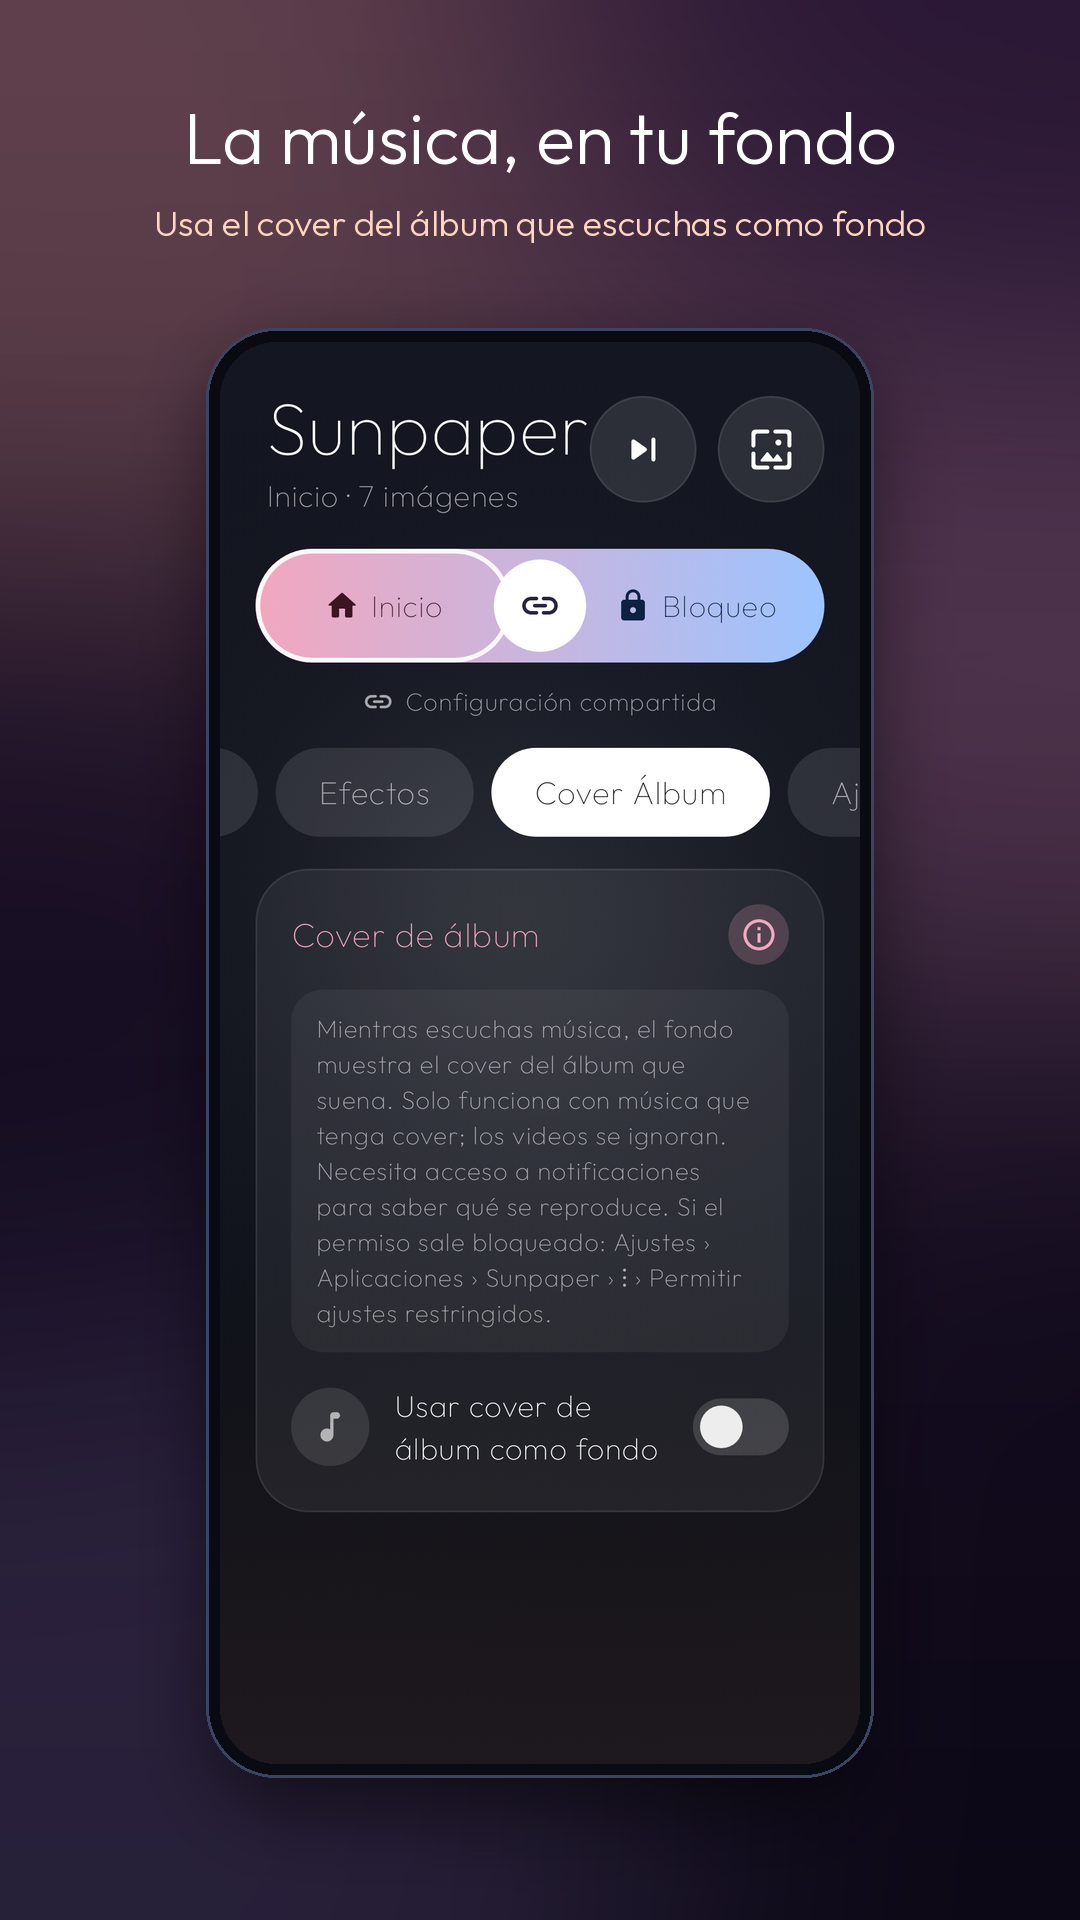 La música, en tu fondo
Usa el cover del álbum que escuchas como fondo
Sunpaper
Inicio · 7 imágenes
Inicio
Bloqueo
Configuración compartida
Efectos
Cover Álbum
Aj
Cover de álbum
Mientras escuchas música, el fondo
muestra el cover del álbum que
suena. Solo funciona con música que
tenga cover; los videos se ignoran.
Necesita acceso a notificaciones
para saber qué se reproduce. Si el
permiso sale bloqueado: Ajustes ›
Aplicaciones › Sunpaper › ⋮ › Permitir
ajustes restringidos.
Usar cover de
álbum como fondo